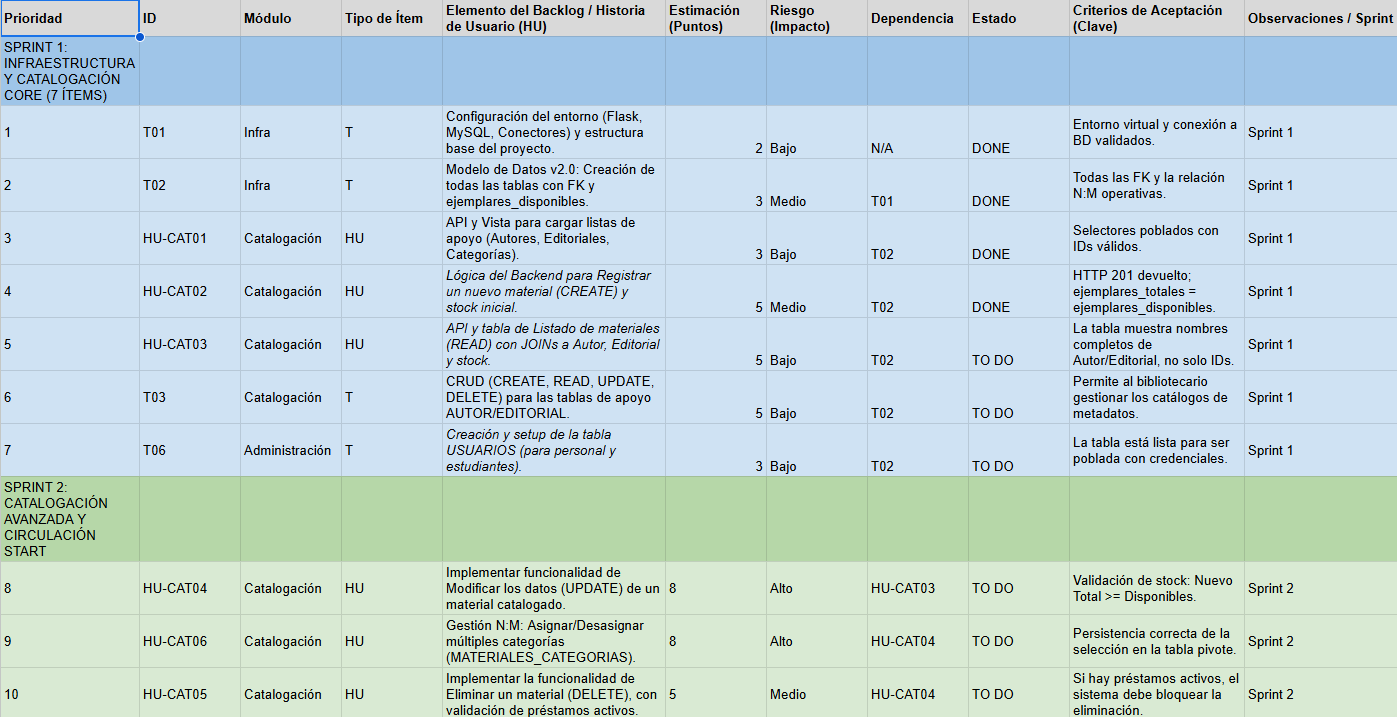 Prioridad
ID
Módulo
Tipo de Ítem
Elemento del Backlog / Historia
de Usuario (HU)
Estimación
(Puntos)
Riesgo
(Impacto)
Dependencia
Estado
Criterios de Aceptación
(Clave)
Observaciones / Sprint
SPRINT 1:
INFRAESTRUCTURA
Y CATALOGACIÓN
CORE (7 ÍTEMS)
1
T01
Infra
T
Configuración del entorno (Flask,
MySQL, Conectores) y estructura
base del proyecto.
2
Bajo
N/A
DONE
Entorno virtual y conexión a
BD validados.
Sprint 1
2
T02
Infra
T
Modelo de Datos v2.0: Creación de
todas las tablas con FK y
ejemplares_disponibles.
3
Medio
T01
DONE
Todas las FK y la relación
N:M operativas.
Sprint 1
3
HU-CAT01
Catalogación
HU
API y Vista para cargar listas de
apoyo (Autores, Editoriales,
Categorías).
3
Bajo
T02
DONE
Selectores poblados con
IDs válidos.
Sprint 1
4
HU-CAT02
Catalogación
HU
Lógica del Backend para Registrar
un nuevo material (CREATE) y
stock inicial.
5
Medio
T02
DONE
HTTP 201 devuelto;
ejemplares_totales =
ejemplares_disponibles.
Sprint 1
5
HU-CAT03
Catalogación
HU
API y tabla de Listado de materiales
(READ) con JOINs a Autor, Editorial
y stock.
5
Bajo
T02
TO DO
La tabla muestra nombres
completos de
Autor/Editorial, no solo IDs.
Sprint 1
6
T03
Catalogación
T
CRUD (CREATE, READ, UPDATE,
DELETE) para las tablas de apoyo
AUTOR/EDITORIAL.
5
Bajo
T02
TO DO
Permite al bibliotecario
gestionar los catálogos de
metadatos.
Sprint 1
7
T06
Administración
T
Creación y setup de la tabla
USUARIOS (para personal y
estudiantes).
3
Bajo
T02
TO DO
La tabla está lista para ser
poblada con credenciales.
Sprint 1
SPRINT 2:
CATALOGACIÓN
AVANZADA Y
CIRCULACIÓN
START
8
HU-CAT04
Catalogación
HU
Implementar funcionalidad de
Modificar los datos (UPDATE) de un
material catalogado.
8
Alto
HU-CAT03
TO DO
Validación de stock: Nuevo
Total >= Disponibles.
Sprint 2
9
HU-CAT06
Catalogación
HU
Gestión N:M: Asignar/Desasignar
múltiples categorías
(MATERIALES_CATEGORIAS).
8
Alto
HU-CAT04
TO DO
Persistencia correcta de la
selección en la tabla pivote.
Sprint 2
10
HU-CAT05
Catalogación
HU
Implementar la funcionalidad de
Eliminar un material (DELETE), con
validación de préstamos activos.
5
Medio
HU-CAT04
TO DO
Si hay préstamos activos, el
sistema debe bloquear la
eliminación.
Sprint 2